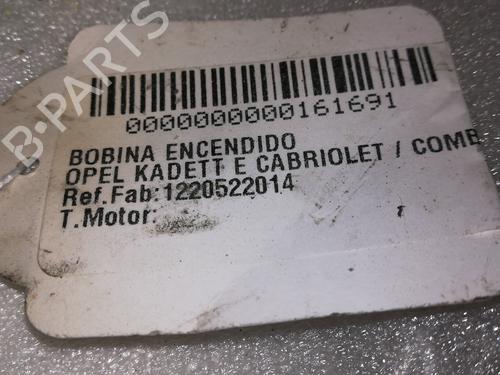 B-PARTS
0000000000161691
BOBINA ENCENDIDO
OPEL KADETT E CABRIOLET / COMB
Ref.Fab:1220522014
T.Motor: